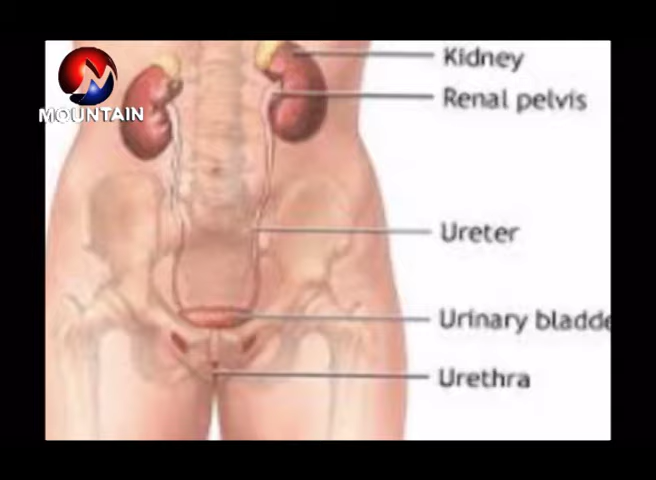 MOUNTAIN
Kidney
Renal pelvis
Ureter
Urinary bladde
Urethra